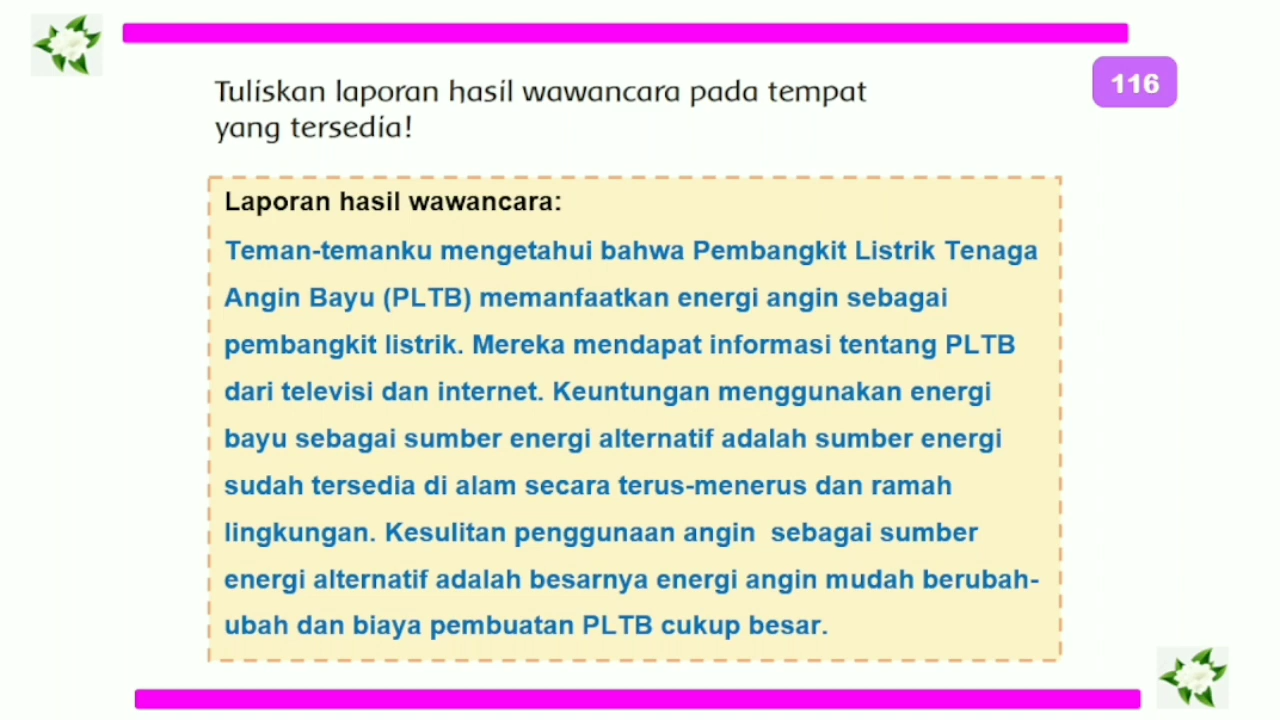 Tuliskan laporan hasil wawancara pada tempat
yang tersedia!
116
Laporan hasil wawancara:
Teman-temanku mengetahui bahwa Pembangkit Listrik Tenaga
Angin Bayu (PLTB) memanfaatkan energi angin sebagai
pembangkit listrik. Mereka mendapat informasi tentang PLTB
dari televisi dan internet. Keuntungan menggunakan energi
bayu sebagai sumber energi alternatif adalah sumber energi
sudah tersedia di alam secara terus-menerus dan ramah
lingkungan. Kesulitan penggunaan angin  sebagai sumber
energi alternatif adalah besarnya energi angin mudah berubah-
ubah dan biaya pembuatan PLTB cukup besar.